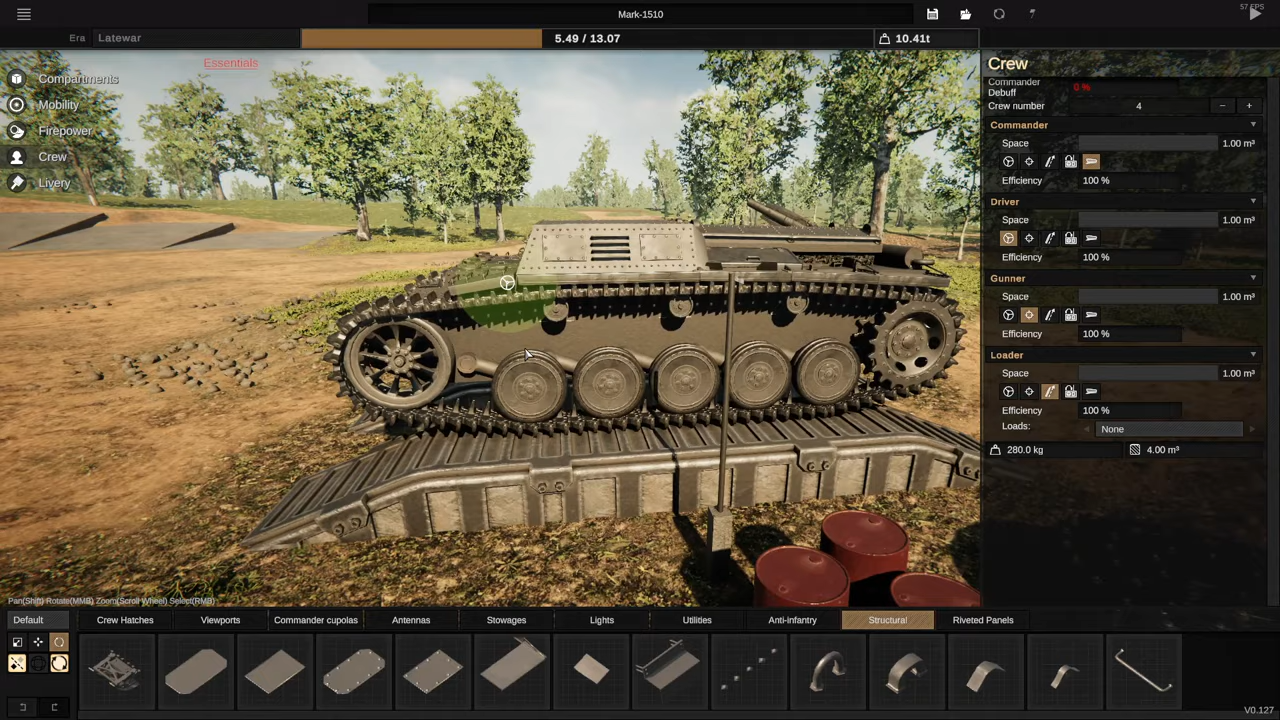 Mark-1510
57 FPS
Era
Latewar
5.49 / 13.07
10.41t
Essentials
Compartments
Mobility
Firepower
Crew
Livery
Crew
Commander
Debuff
0 %
Crew number
4
Commander
Space
1.00 m³
Efficiency
100 %
Driver
Space
1.00 m³
Efficiency
100 %
Gunner
Space
1.00 m³
Efficiency
100 %
Loader
Space
1.00 m³
Efficiency
100 %
Loads:
None
280.0 kg
4.00 m³
Pan(Shift) Rotate(MMB) Zoom(Scroll Wheel) Select(RMB)
Default
Crew Hatches
Viewports
Commander cupolas
Antennas
Stowages
Lights
Utilities
Anti-infantry
Structural
Riveted Panels
V0.127